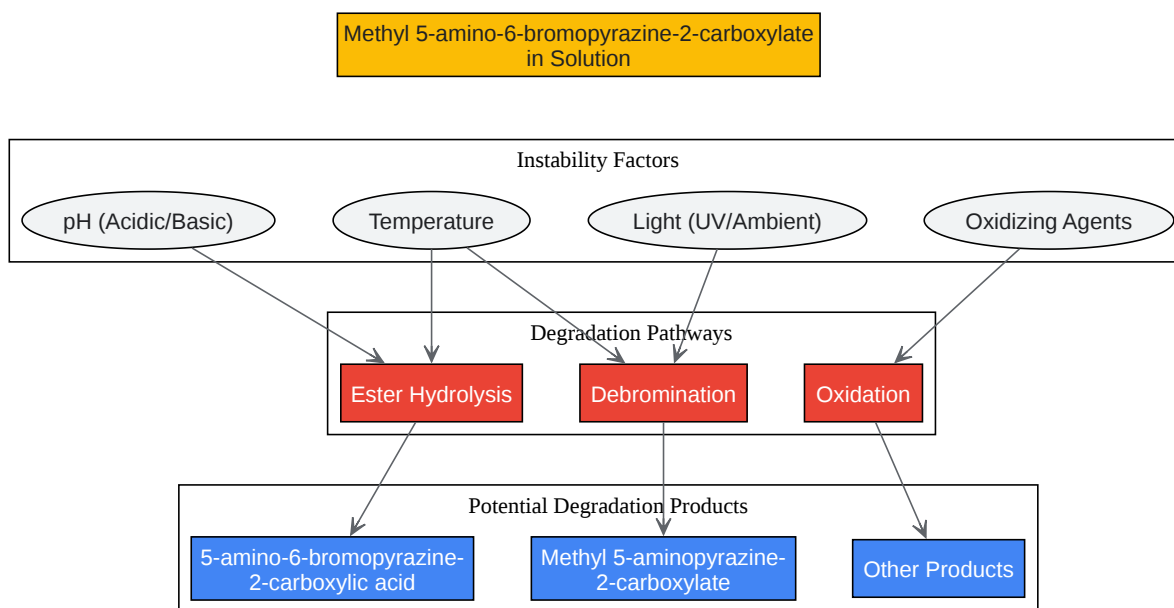 Methyl 5-amino-6-bromopyrazine-2-carboxylate
in Solution
Instability Factors
pH (Acidic/Basic)
Temperature
Light (UV/Ambient)
Oxidizing Agents
Degradation Pathways
Ester Hydrolysis
Debromination
Oxidation
Potential Degradation Products
5-amino-6-bromopyrazine-
2-carboxylic acid
Methyl 5-aminopyrazine-
2-carboxylate
Other Products